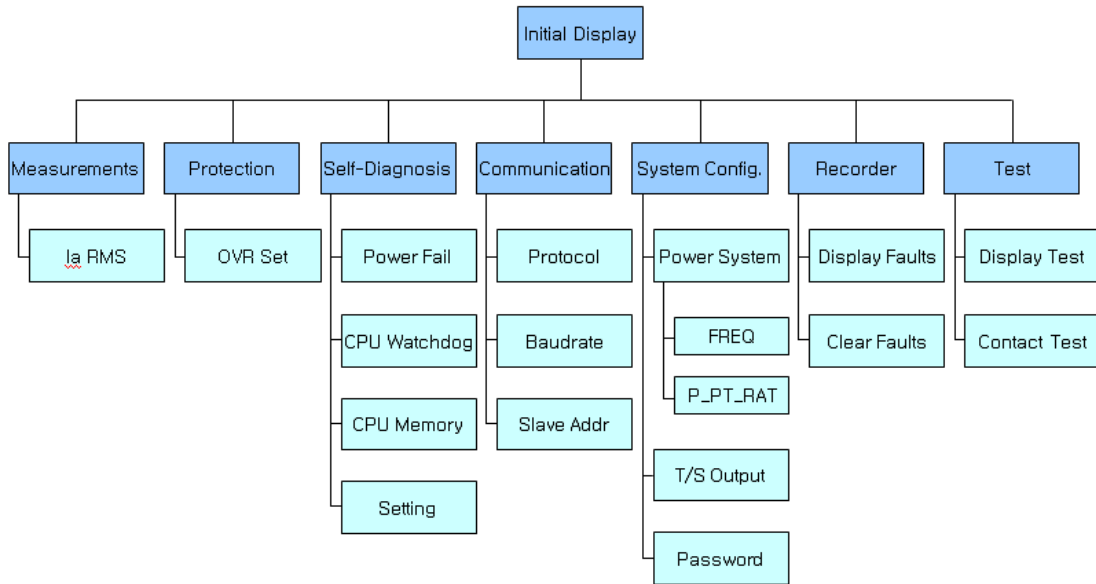 Initial Display
Measurements
Protection
Self-Diagnosis
Communication
System Config.
Recorder
Test
Ia RMS
OVR Set
Power Fail
Protocol
Power System
Display Faults
Display Test
CPU Watchdog
Baudrate
FREQ
Clear Faults
Contact Test
P_PT_RAT
CPU Memory
Slave Addr
T/S Output
Setting
Password